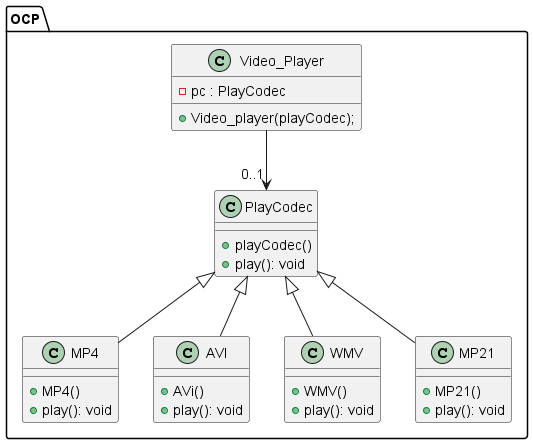 OCP
C Video_Player
pc : PlayCodec
Video_player(playCodec);
0..1
C PlayCodec
playCodec()
play(): void
C MP4
MP4()
play(): void
C AVI
AVi()
play(): void
C WMV
WMV()
play(): void
C MP21
MP21()
play(): void